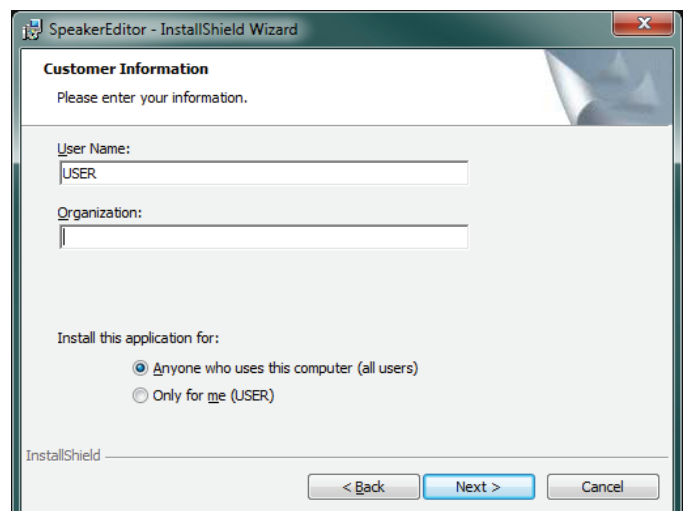 SpeakerEditor - InstallShield Wizard
Customer Information
Please enter your information.
User Name:
USER
Organization:
Install this application for:
Anyone who uses this computer (all users)
Only for me (USER)
InstallShield
< Back
Next >
Cancel